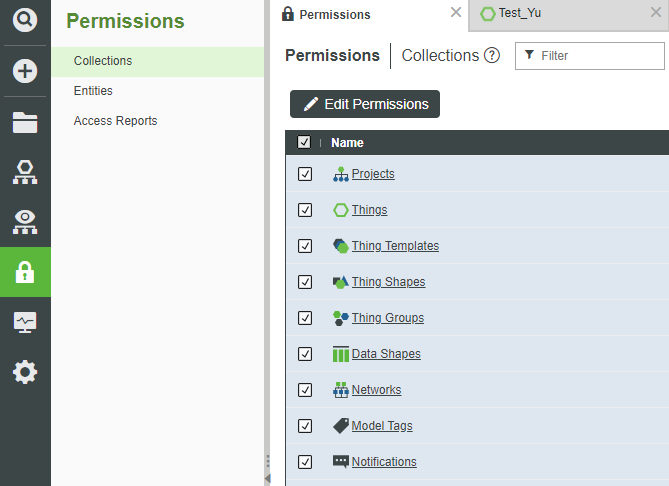 Permissions
Collections
Entities
Access Reports
Permissions
Test_Yu
Permissions Collections ?
Filter
Edit Permissions
Name
Projects
Things
Thing Templates
Thing Shapes
Thing Groups
Data Shapes
Networks
Model Tags
Notifications